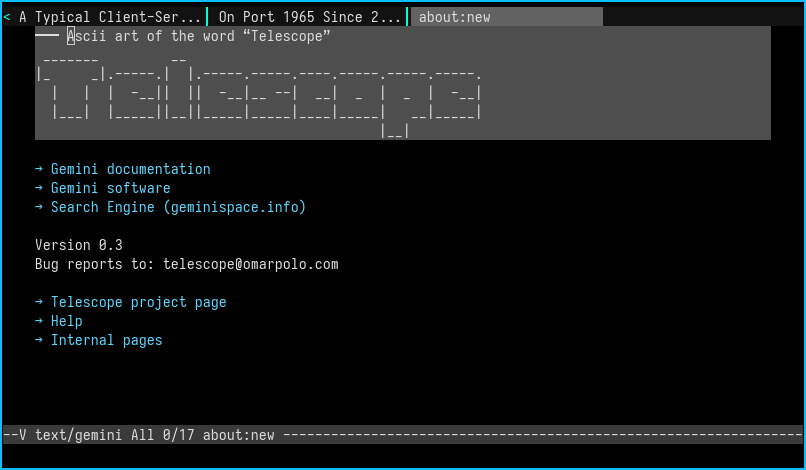 < A Typical Client-Ser... On Port 1965 Since 2... about:new
Ascii art of the word “Telescope”
 _______         __
|_     _|.-----.|  |.-----.-----.----.-----.-----.-----.
  |   |  |  -__||  ||  -__|__ --|  __|  _  |  _  |  -__|
  |___|  |_____||__||_____|_____|____|_____|   __|_____|
                                           |__|
→ Gemini documentation
→ Gemini software
→ Search Engine (geminispace.info)
Version 0.3
Bug reports to: telescope@omarpolo.com
→ Telescope project page
→ Help
→ Internal pages
--V text/gemini All 0/17 about:new -----------------------------------------------------------------